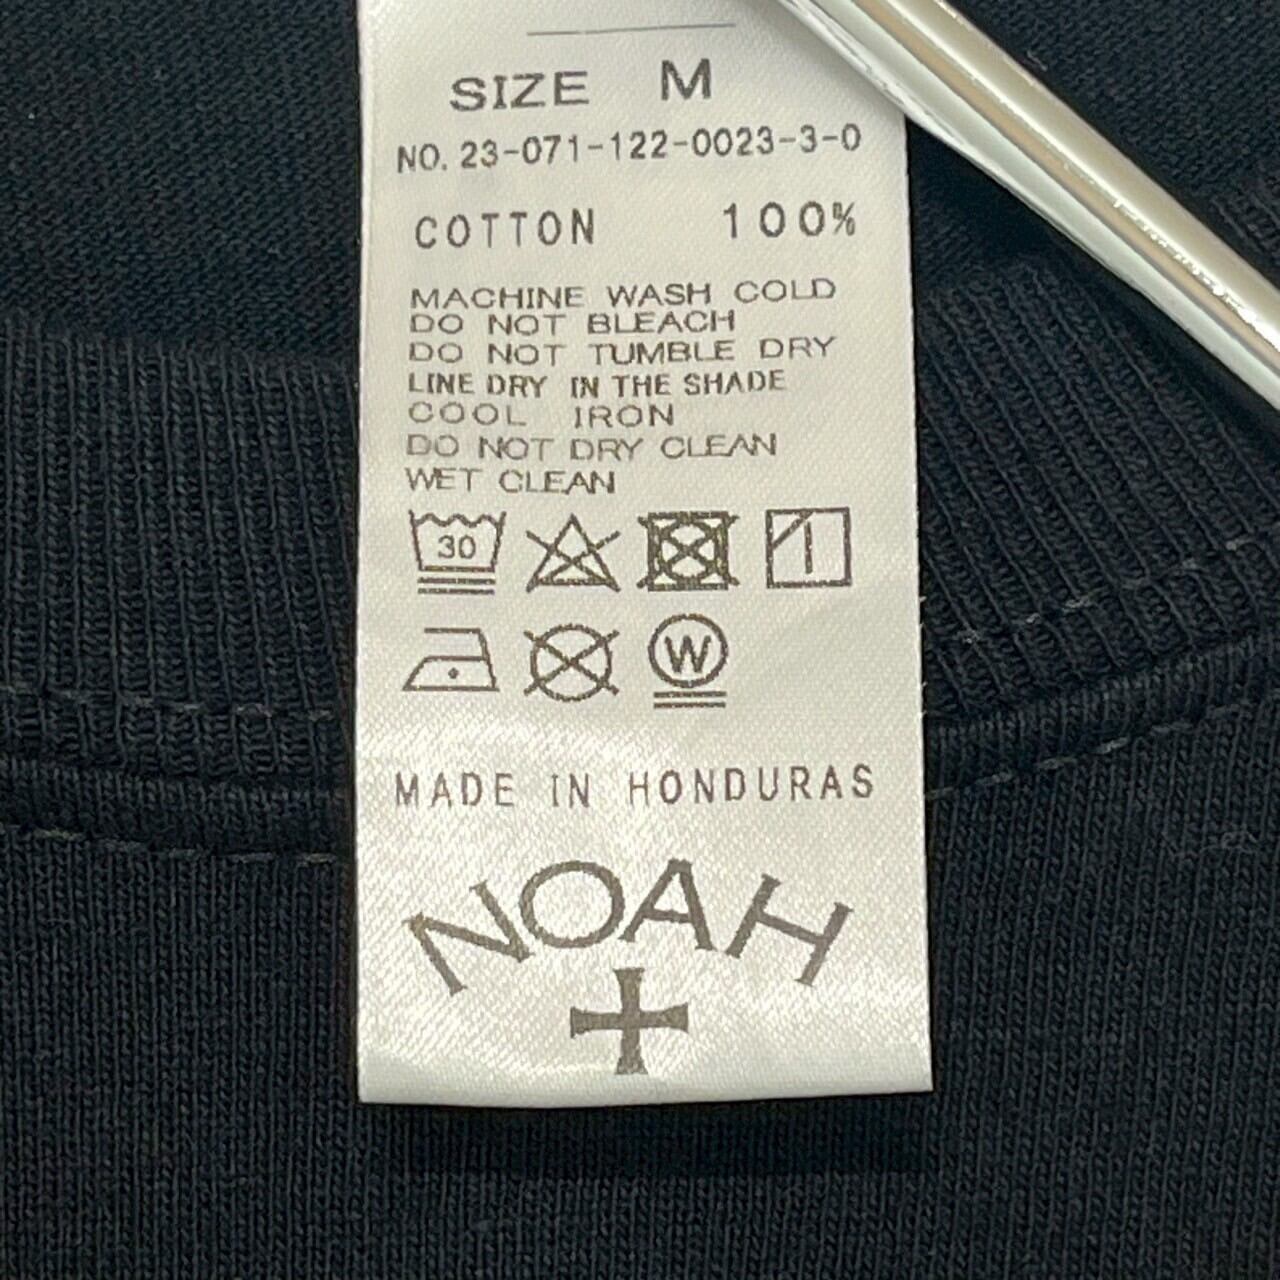 SIZE M
NO. 23-071-122-0023-3-0
COTTON 100%
MACHINE WASH COLD
DO NOT BLEACH
DO NOT TUMBLE DRY
LINE DRY IN THE SHADE
COOL IRON
DO NOT DRY CLEAN
WET CLEAN
30
W
MADE IN HONDURAS
NOAH